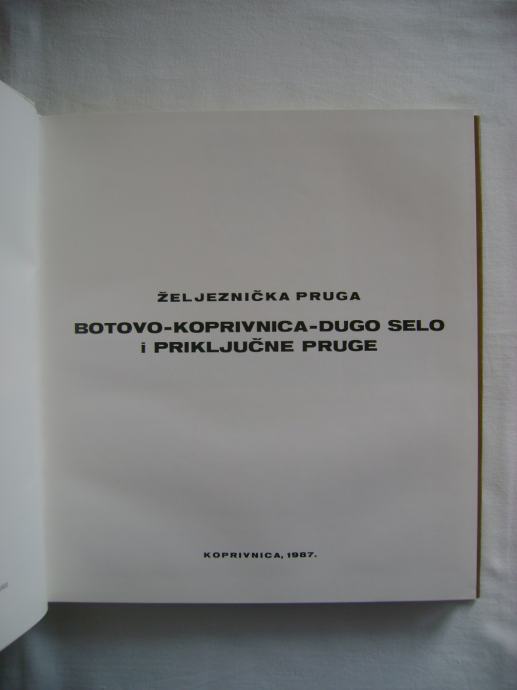 ŽELJEZNIČKA PRUGA
BOTOVO-KOPRIVNICA-DUGO SELO
i PRIKLJUČNE PRUGE
KOPRIVNICA, 1987.